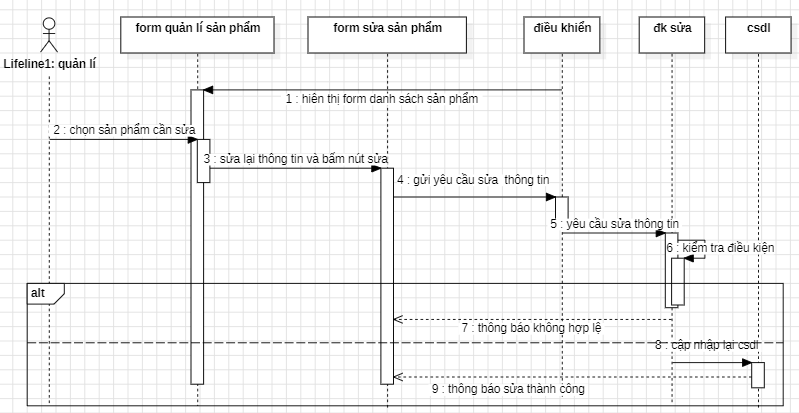 form quản lí sản phẩm
form sửa sản phẩm
điều khiển
đk sửa
csdl
Lifeline1: quản lí
1 : hiên thị form danh sách sản phẩm
2 : chọn sản phẩm cần sửa
3 : sửa lại thông tin và bấm nút sửa
4 : gửi yêu cầu sửa thông tin
5 : yêu cầu sửa thông tin
6 : kiểm tra điều kiện
alt
7 : thông báo không hợp lệ
8 : cập nhập lại csdl
9 : thông báo sửa thành công